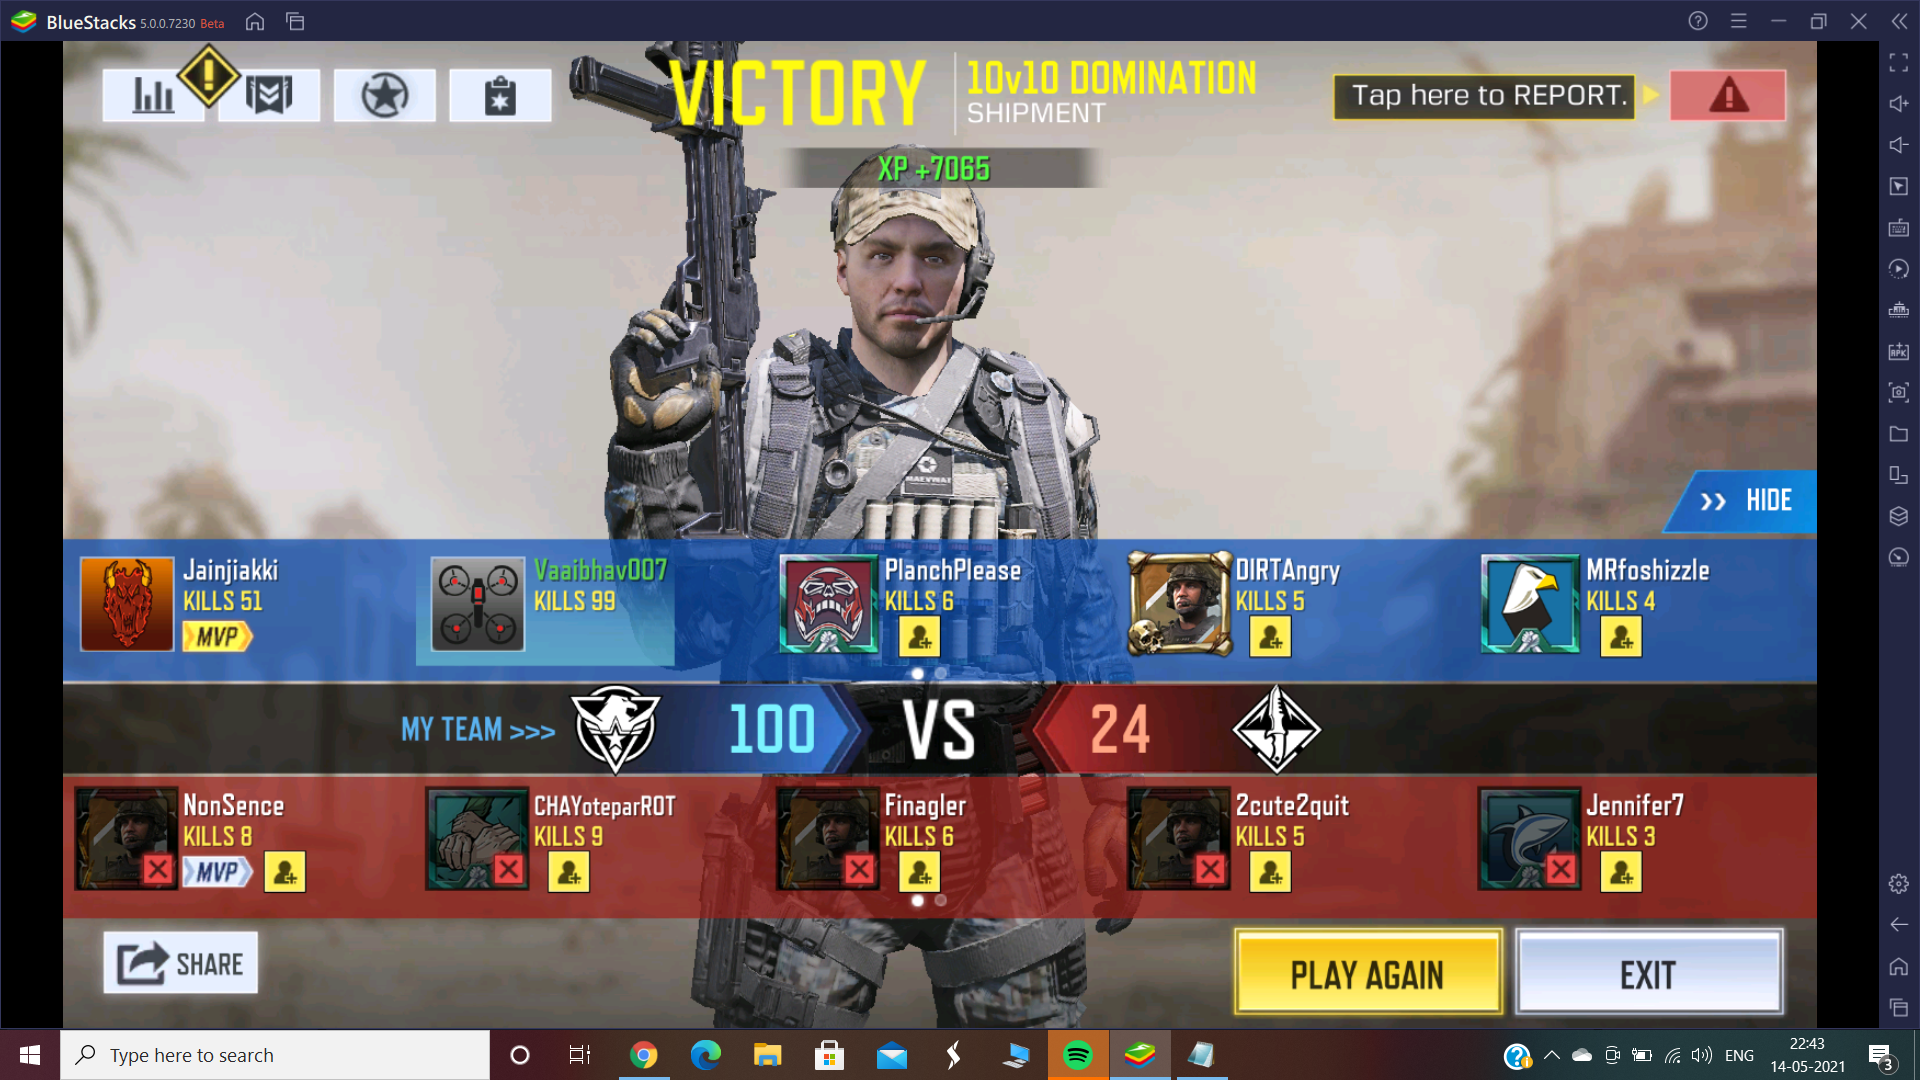 BlueStacks 5.0.0.7230 Beta
VICTORY
10v10 DOMINATION
SHIPMENT
Tap here to REPORT.
XP +7065
HIDE
Jainjiakki
KILLS 51
MVP
Vaaibhav007
KILLS 99
PlanchPlease
KILLS 6
DIRTAngry
KILLS 5
MRfoshizzle
KILLS 4
MY TEAM >>>
100
VS
24
NonSence
KILLS 8
MVP
CHAYoteparROT
KILLS 9
Finagler
KILLS 6
2cute2quit
KILLS 5
Jennifer7
KILLS 3
SHARE
PLAY AGAIN
EXIT
Type here to search
ENG
22:43
14-05-2021
3